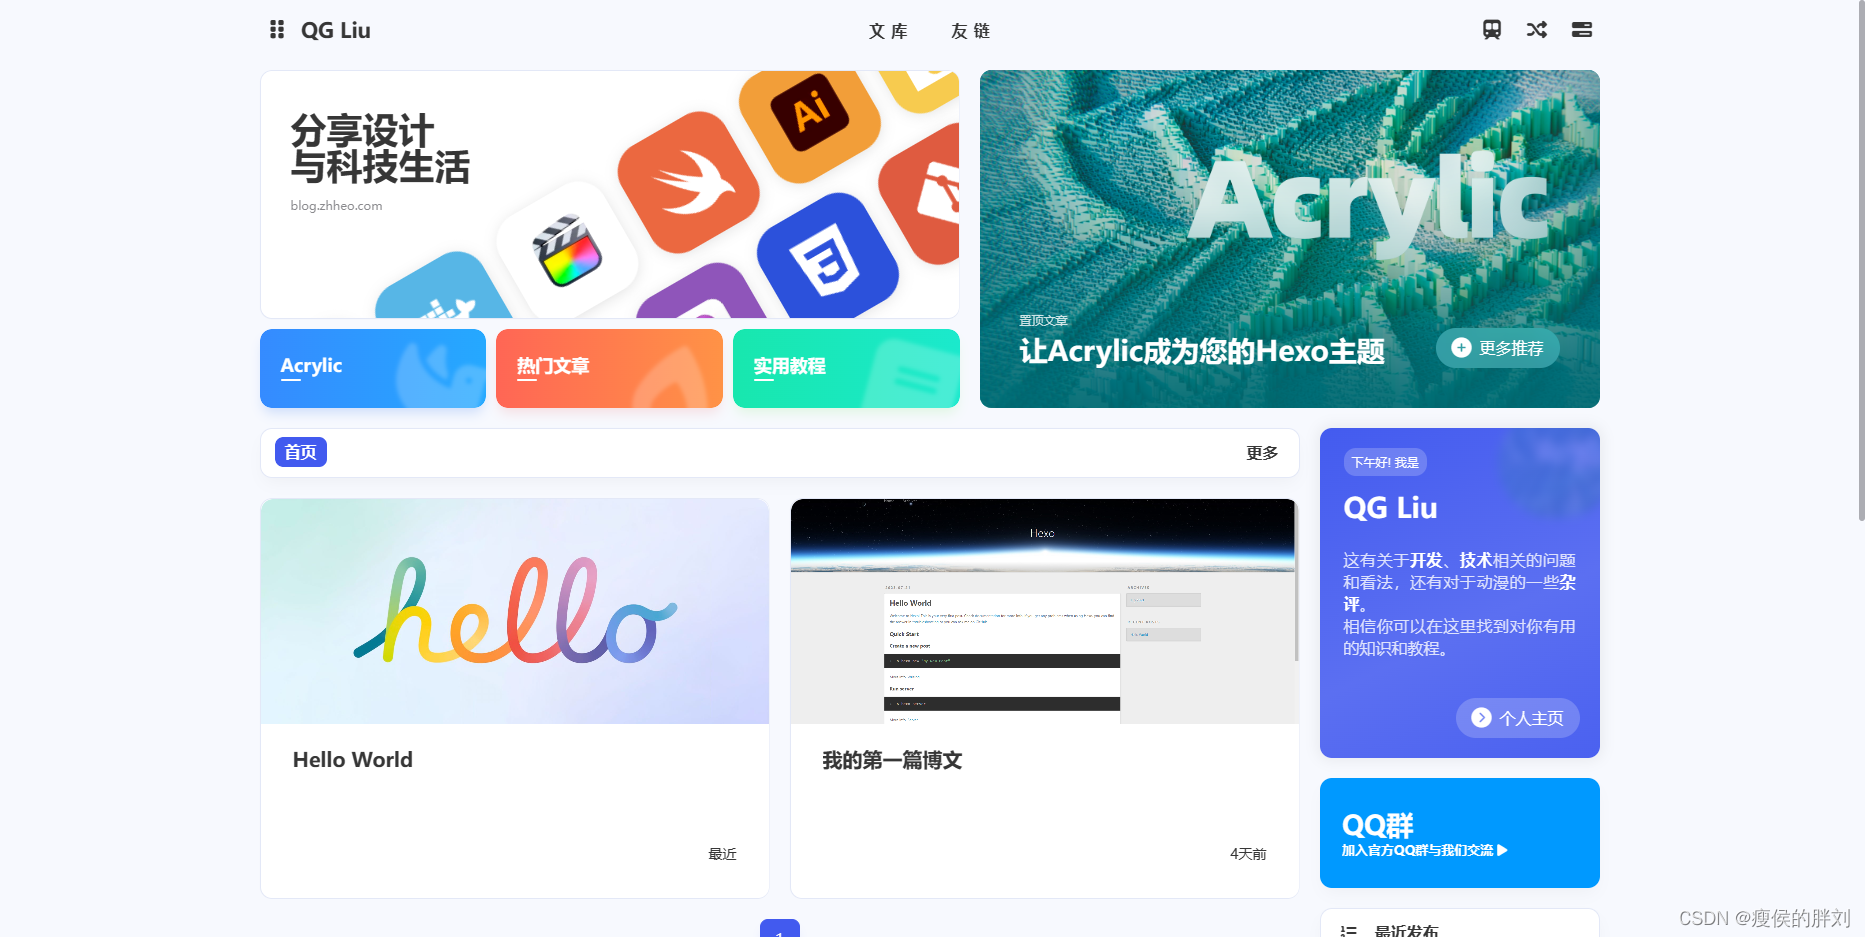 QG Liu
文库
友链
分享设计
与科技生活
blog.zhheo.com
Ai
Acrylic
置顶文章
让Acrylic成为您的Hexo主题
更多推荐
Acrylic
热门文章
实用教程
首页
更多
下午好! 我是
QG Liu
这有关于开发、技术相关的问题
和看法，还有对于动漫的一些杂
评。
相信你可以在这里找到对你有用
的知识和教程。
个人主页
hello
Hexo
Hello World
Quick Start
Create a new post
Run server
Hello World
最近
我的第一篇博文
4天前
QQ群
加入官方QQ群与我们交流
1
最近发布
CSDN @瘦侯的胖刘